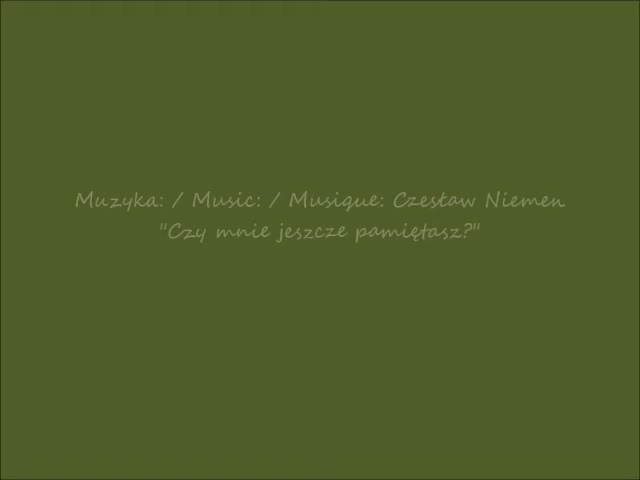 Muzyka: / Music: / Musique: Czesław Niemen
"Czy mnie jeszcze pamiętasz?"